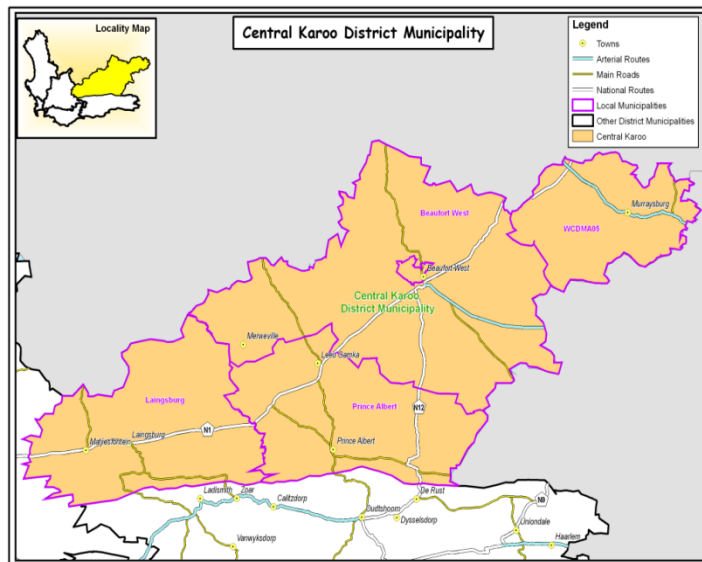 Locality Map
Central Karoo District Municipality
Legend
Towns
Arterial Routes
Main Roads
National Routes
Local Municipalities
Other District Municipalities
Central Karoo
Murraysburg
Beaufort West
WCDMA05
Beaufort West
Central Karoo
District Municipality
Merweville
Leeu Gamka
Laingsburg
Prince Albert
N12
Laingsburg
N1
Matjiesfontein
Prince Albert
Ladismith
Zoar
Calitzdorp
De Rust
N9
Oudtshoorn
Dysselsdorp
Uniondale
Vanwyksdorp
Haarlem